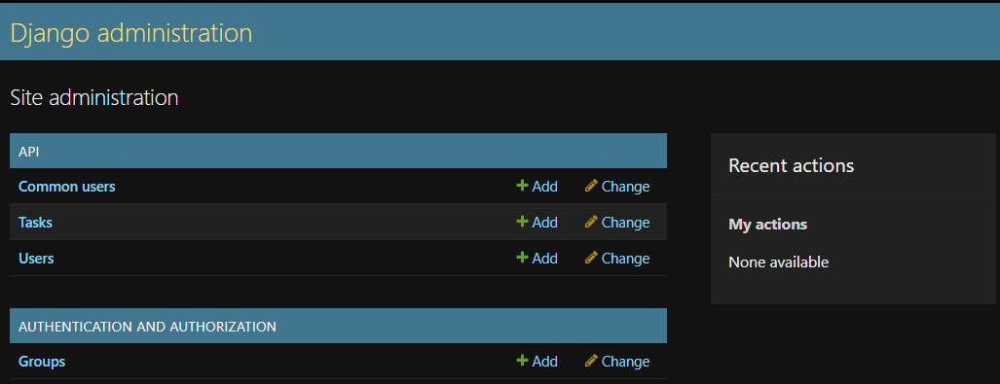 Django administration
Site administration
API
Common users Add Change
Tasks Add Change
Users Add Change
AUTHENTICATION AND AUTHORIZATION
Groups Add Change
Recent actions
My actions
None available